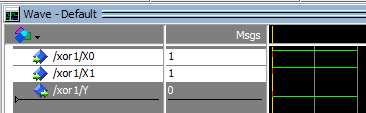 Wave - Default
Msgs
/xor1/X0 1
/xor1/X1 1
/xor1/Y 0